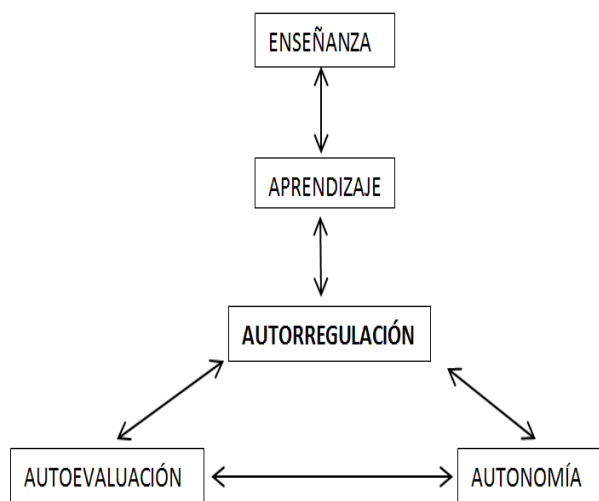 ENSEÑANZA
APRENDIZAJE
AUTORREGULACIÓN
AUTOEVALUACIÓN
AUTONOMÍA